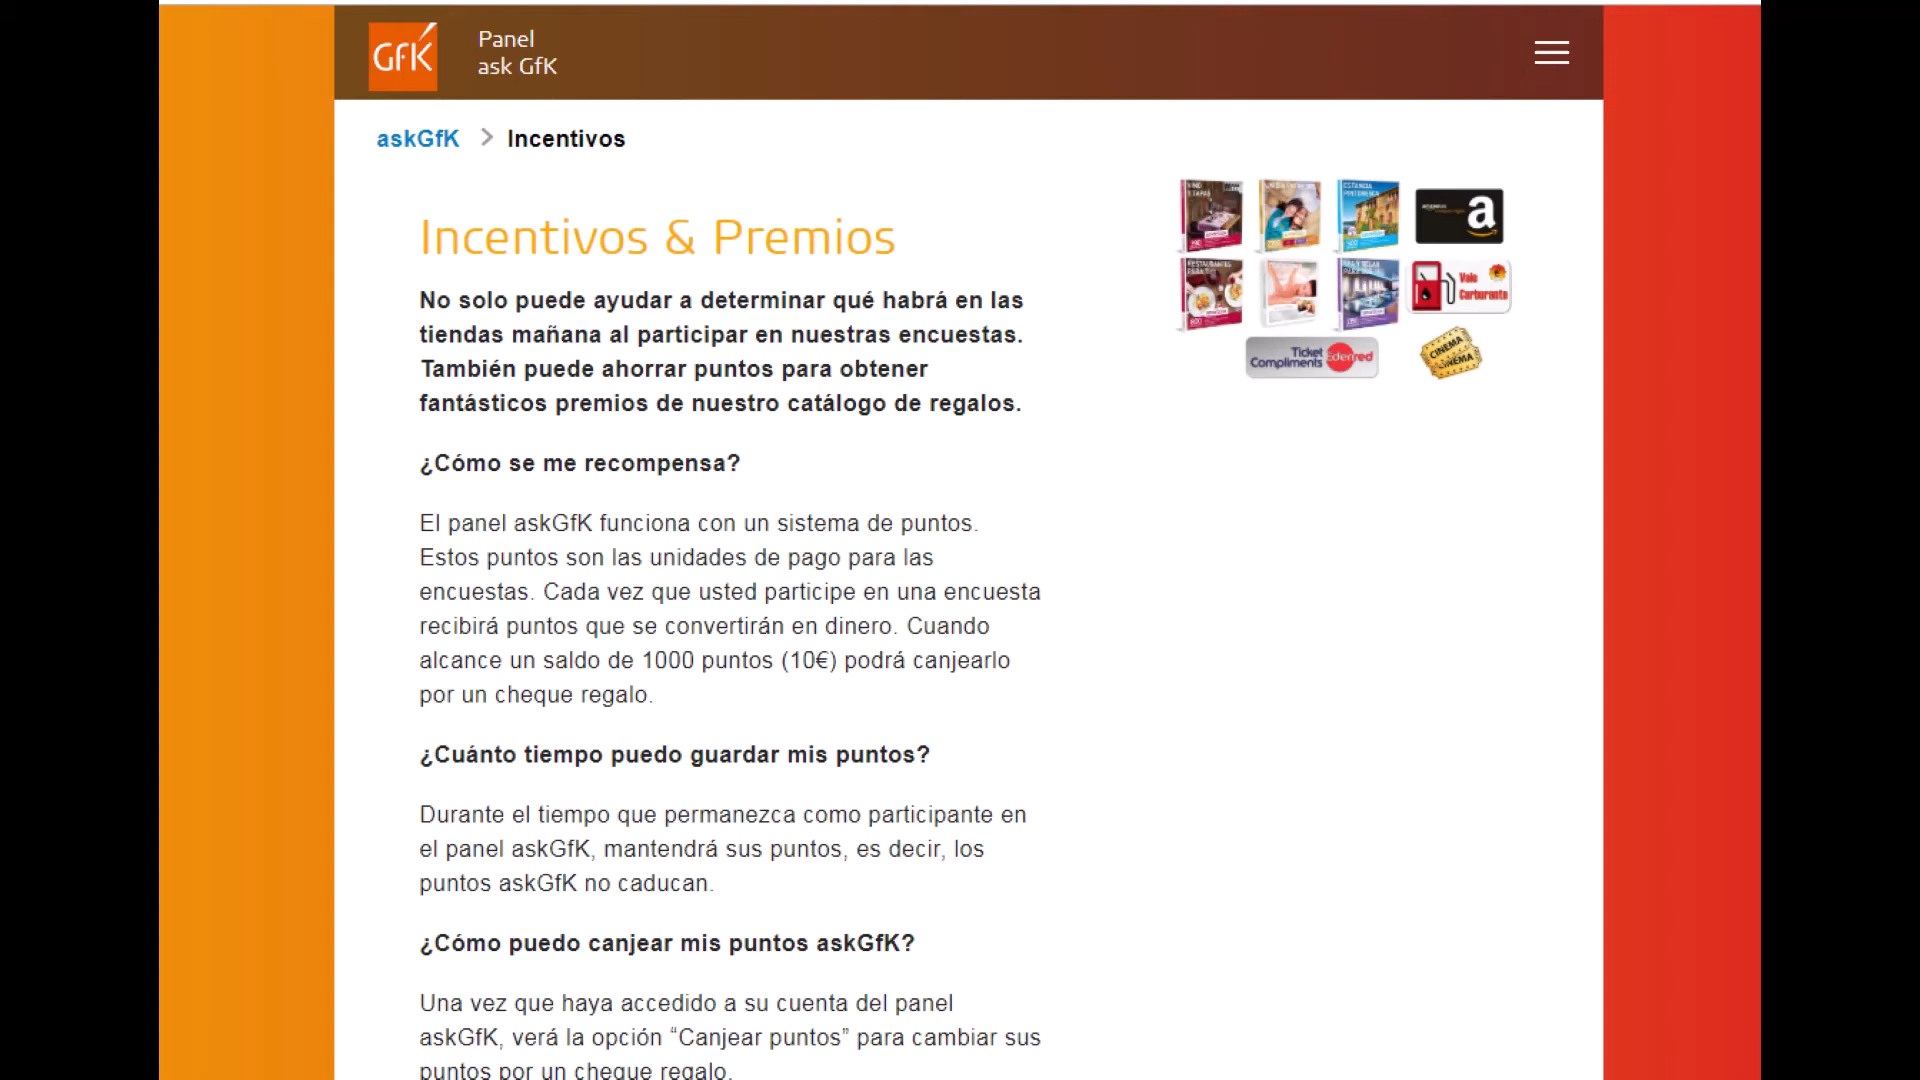 GfK
Panel
ask GfK
askGfK > Incentivos
Incentivos & Premios
No solo puede ayudar a determinar qué habrá en las
tiendas mañana al participar en nuestras encuestas.
También puede ahorrar puntos para obtener
fantásticos premios de nuestro catálogo de regalos.
¿Cómo se me recompensa?
El panel askGfK funciona con un sistema de puntos.
Estos puntos son las unidades de pago para las
encuestas. Cada vez que usted participe en una encuesta
recibirá puntos que se convertirán en dinero. Cuando
alcance un saldo de 1000 puntos (10€) podrá canjearlo
por un cheque regalo.
¿Cuánto tiempo puedo guardar mis puntos?
Durante el tiempo que permanezca como participante en
el panel askGfK, mantendrá sus puntos, es decir, los
puntos askGfK no caducan.
¿Cómo puedo canjear mis puntos askGfK?
Una vez que haya accedido a su cuenta del panel
askGfK, verá la opción “Canjear puntos” para cambiar sus
puntos por un cheque regalo.
a
Vale
Carburante
Ticket
Compliments
Edenred
CINEMA
CINEMA